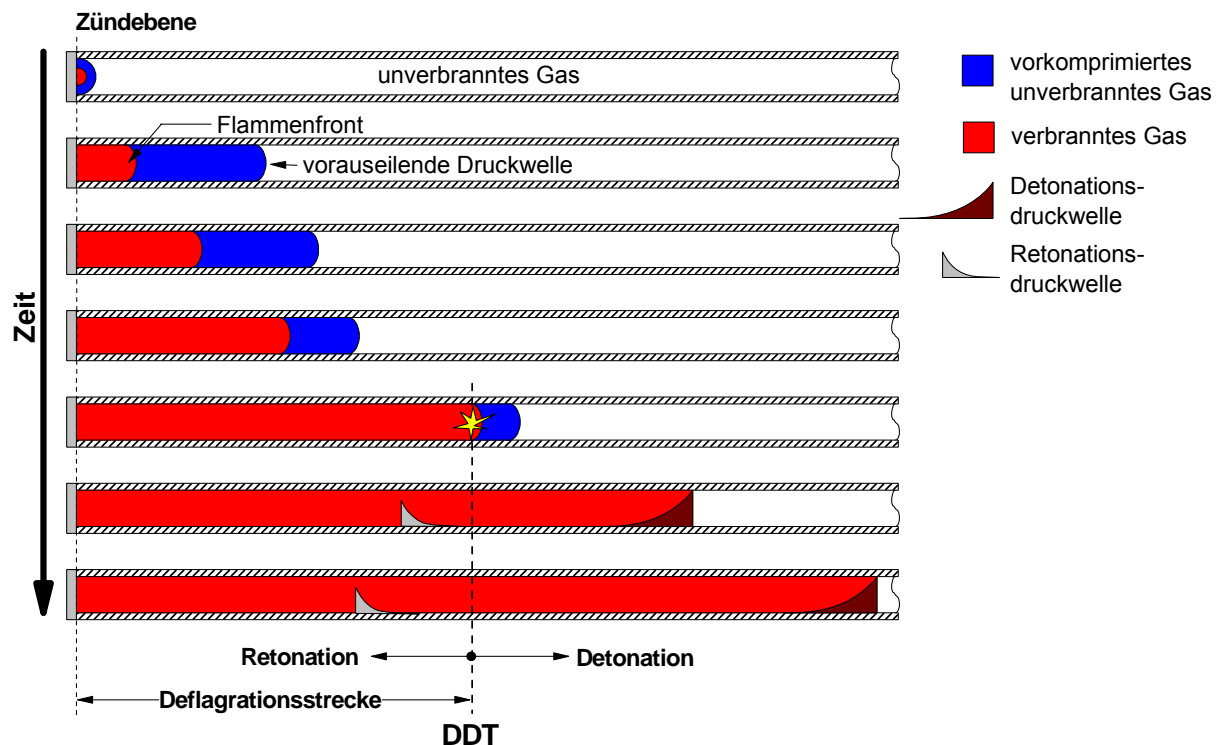 Zündebene
unverbranntes Gas
vorkomprimiertes
unverbranntes Gas
Flammenfront
verbranntes Gas
vorauseilende Druckwelle
Detonations-
druckwelle
Retonations-
druckwelle
Zeit
Retonation
Detonation
Deflagrationsstrecke
DDT